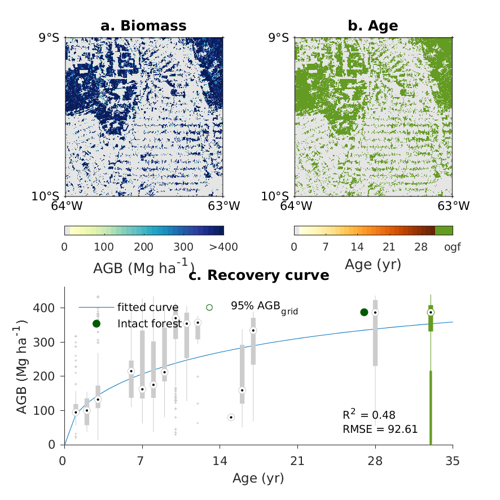 a. Biomass
b. Age
9°S
9°S
10°S
10°S
64°W
63°W
64°W
63°W
0 100 200 300 >400
0 7 14 21 28 ogf
AGB (Mg ha-1)
Age (yr)
c. Recovery curve
fitted curve
95% AGBgrid
Intact forest
AGB (Mg ha-1)
400
300
200
100
0
R2 = 0.48
RMSE = 92.61
0 7 14 21 28 35
Age (yr)